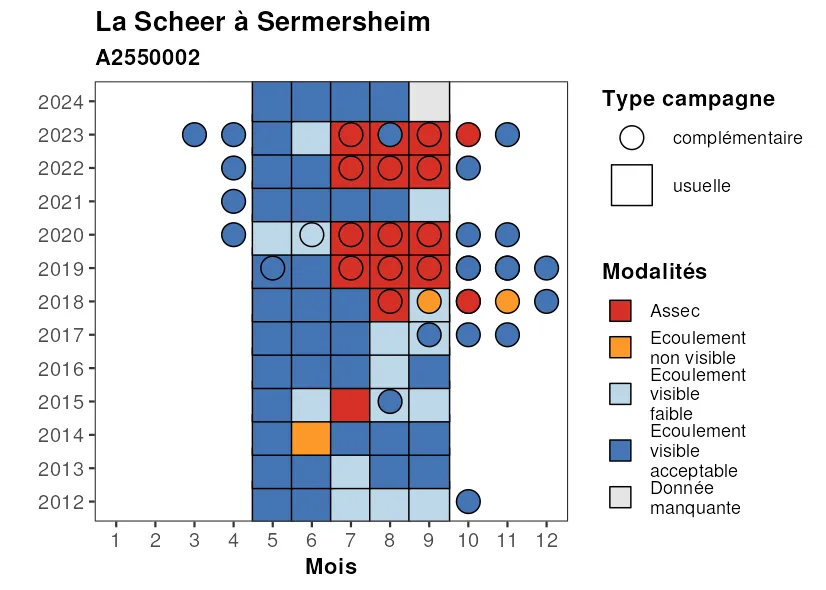 La Scheer à Sermersheim
A2550002
2024
2023
2022
2021
2020
2019
2018
2017
2016
2015
2014
2013
2012
1 2 3 4 5 6 7 8 9 10 11 12
Mois
Type campagne
complémentaire
usuelle
Modalités
Assec
Ecoulement
non visible
Ecoulement
visible
faible
Ecoulement
visible
acceptable
Donnée
manquante